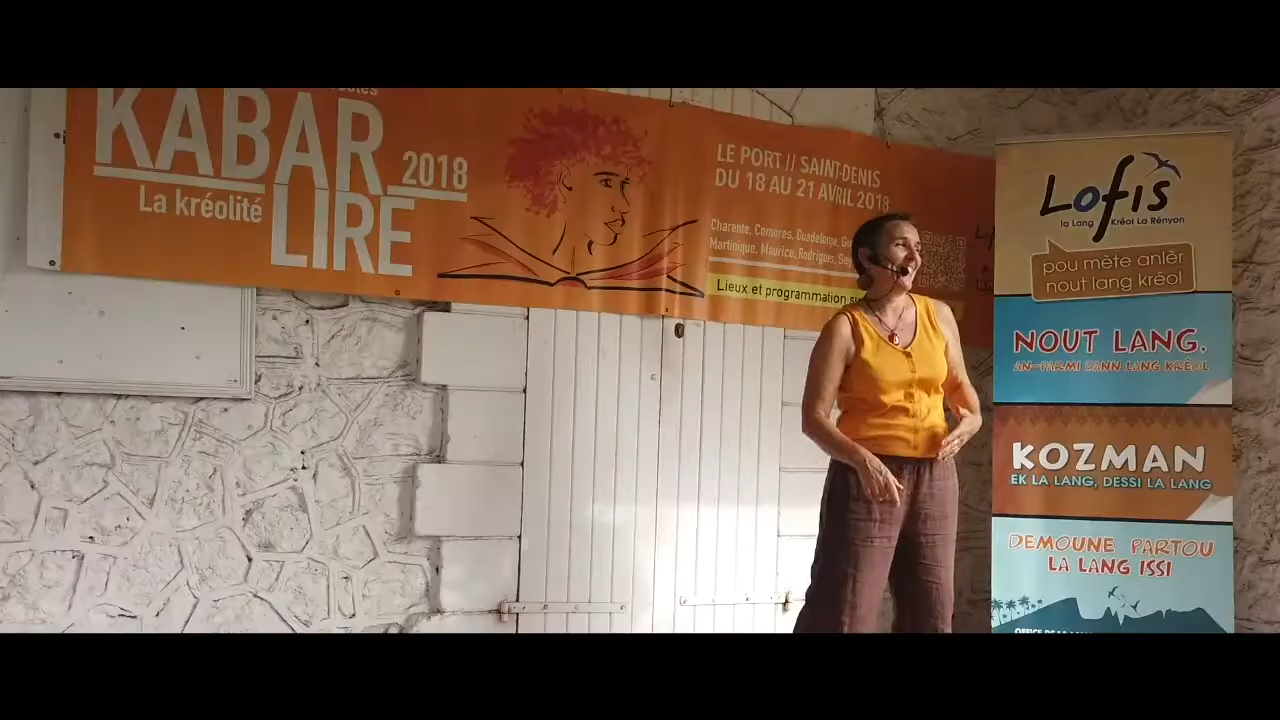 KABAR
LIRE
2018
La kréolité
LE PORT // SAINT-DENIS
DU 18 AU 21 AVRIL 2018
Charente, Comores, Guadeloupe,
Martinique, Maurice, Rodrigues,
Lieux et programmation
Lofis
la Lang Kréol La Rényon
pou mète anlèr
nout lang kréol
NOUT LANG,
AN-PARMI BANN LANG KRÉOL
KOZMAN
EK LA LANG, DESSI LA LANG
DEMOUNE PARTOU
LA LANG ISSI